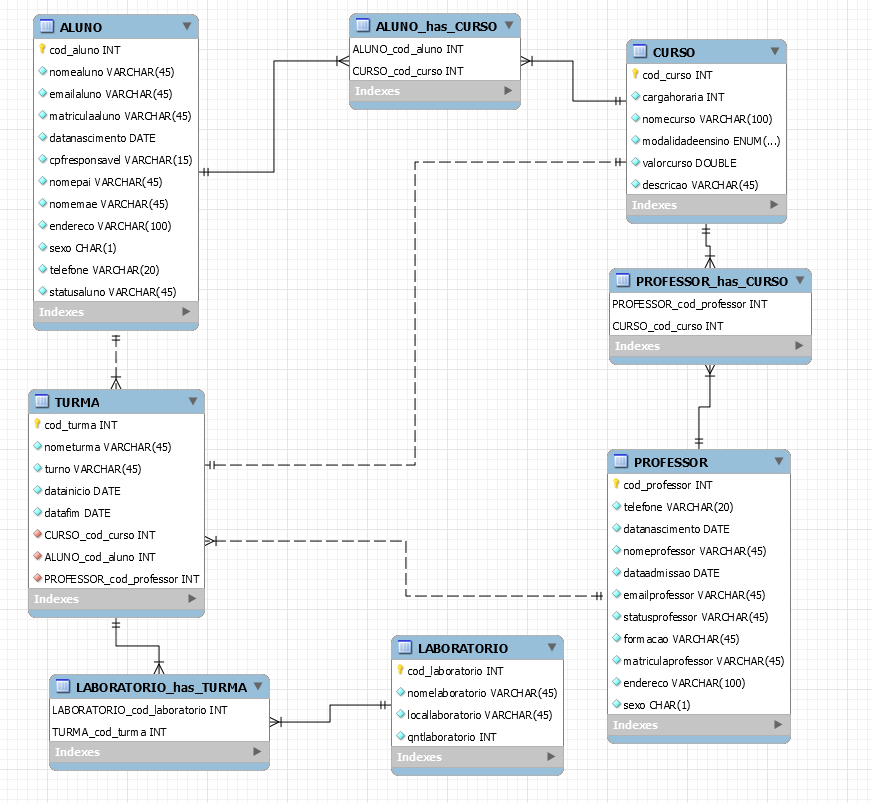 ALUNO
cod_aluno INT
nomealuno VARCHAR(45)
emailaluno VARCHAR(45)
matriculaaluno VARCHAR(45)
datanascimento DATE
cpfresponsavel VARCHAR(15)
nomepai VARCHAR(45)
nomemae VARCHAR(45)
endereco VARCHAR(100)
sexo CHAR(1)
telefone VARCHAR(20)
statusaluno VARCHAR(45)
Indexes
ALUNO_has_CURSO
ALUNO_cod_aluno INT
CURSO_cod_curso INT
Indexes
CURSO
cod_curso INT
cargahoraria INT
nomecurso VARCHAR(100)
modalidadeensino ENUM(...)
valorcurso DOUBLE
descricao VARCHAR(45)
Indexes
PROFESSOR_has_CURSO
PROFESSOR_cod_professor INT
CURSO_cod_curso INT
Indexes
TURMA
cod_turma INT
nometurma VARCHAR(45)
turno VARCHAR(45)
datainicio DATE
datafim DATE
CURSO_cod_curso INT
ALUNO_cod_aluno INT
PROFESSOR_cod_professor INT
Indexes
PROFESSOR
cod_professor INT
telefone VARCHAR(20)
datanascimento DATE
nomeprofessor VARCHAR(45)
dataadmissao DATE
emailprofessor VARCHAR(45)
statusprofessor VARCHAR(45)
formacao VARCHAR(45)
matriculaprofessor VARCHAR(45)
endereco VARCHAR(100)
sexo CHAR(1)
Indexes
LABORATORIO_has_TURMA
LABORATORIO_cod_laboratorio INT
TURMA_cod_turma INT
Indexes
LABORATORIO
cod_laboratorio INT
nomelaboratorio VARCHAR(45)
locallaboratorio VARCHAR(45)
qntlaboratorio INT
Indexes